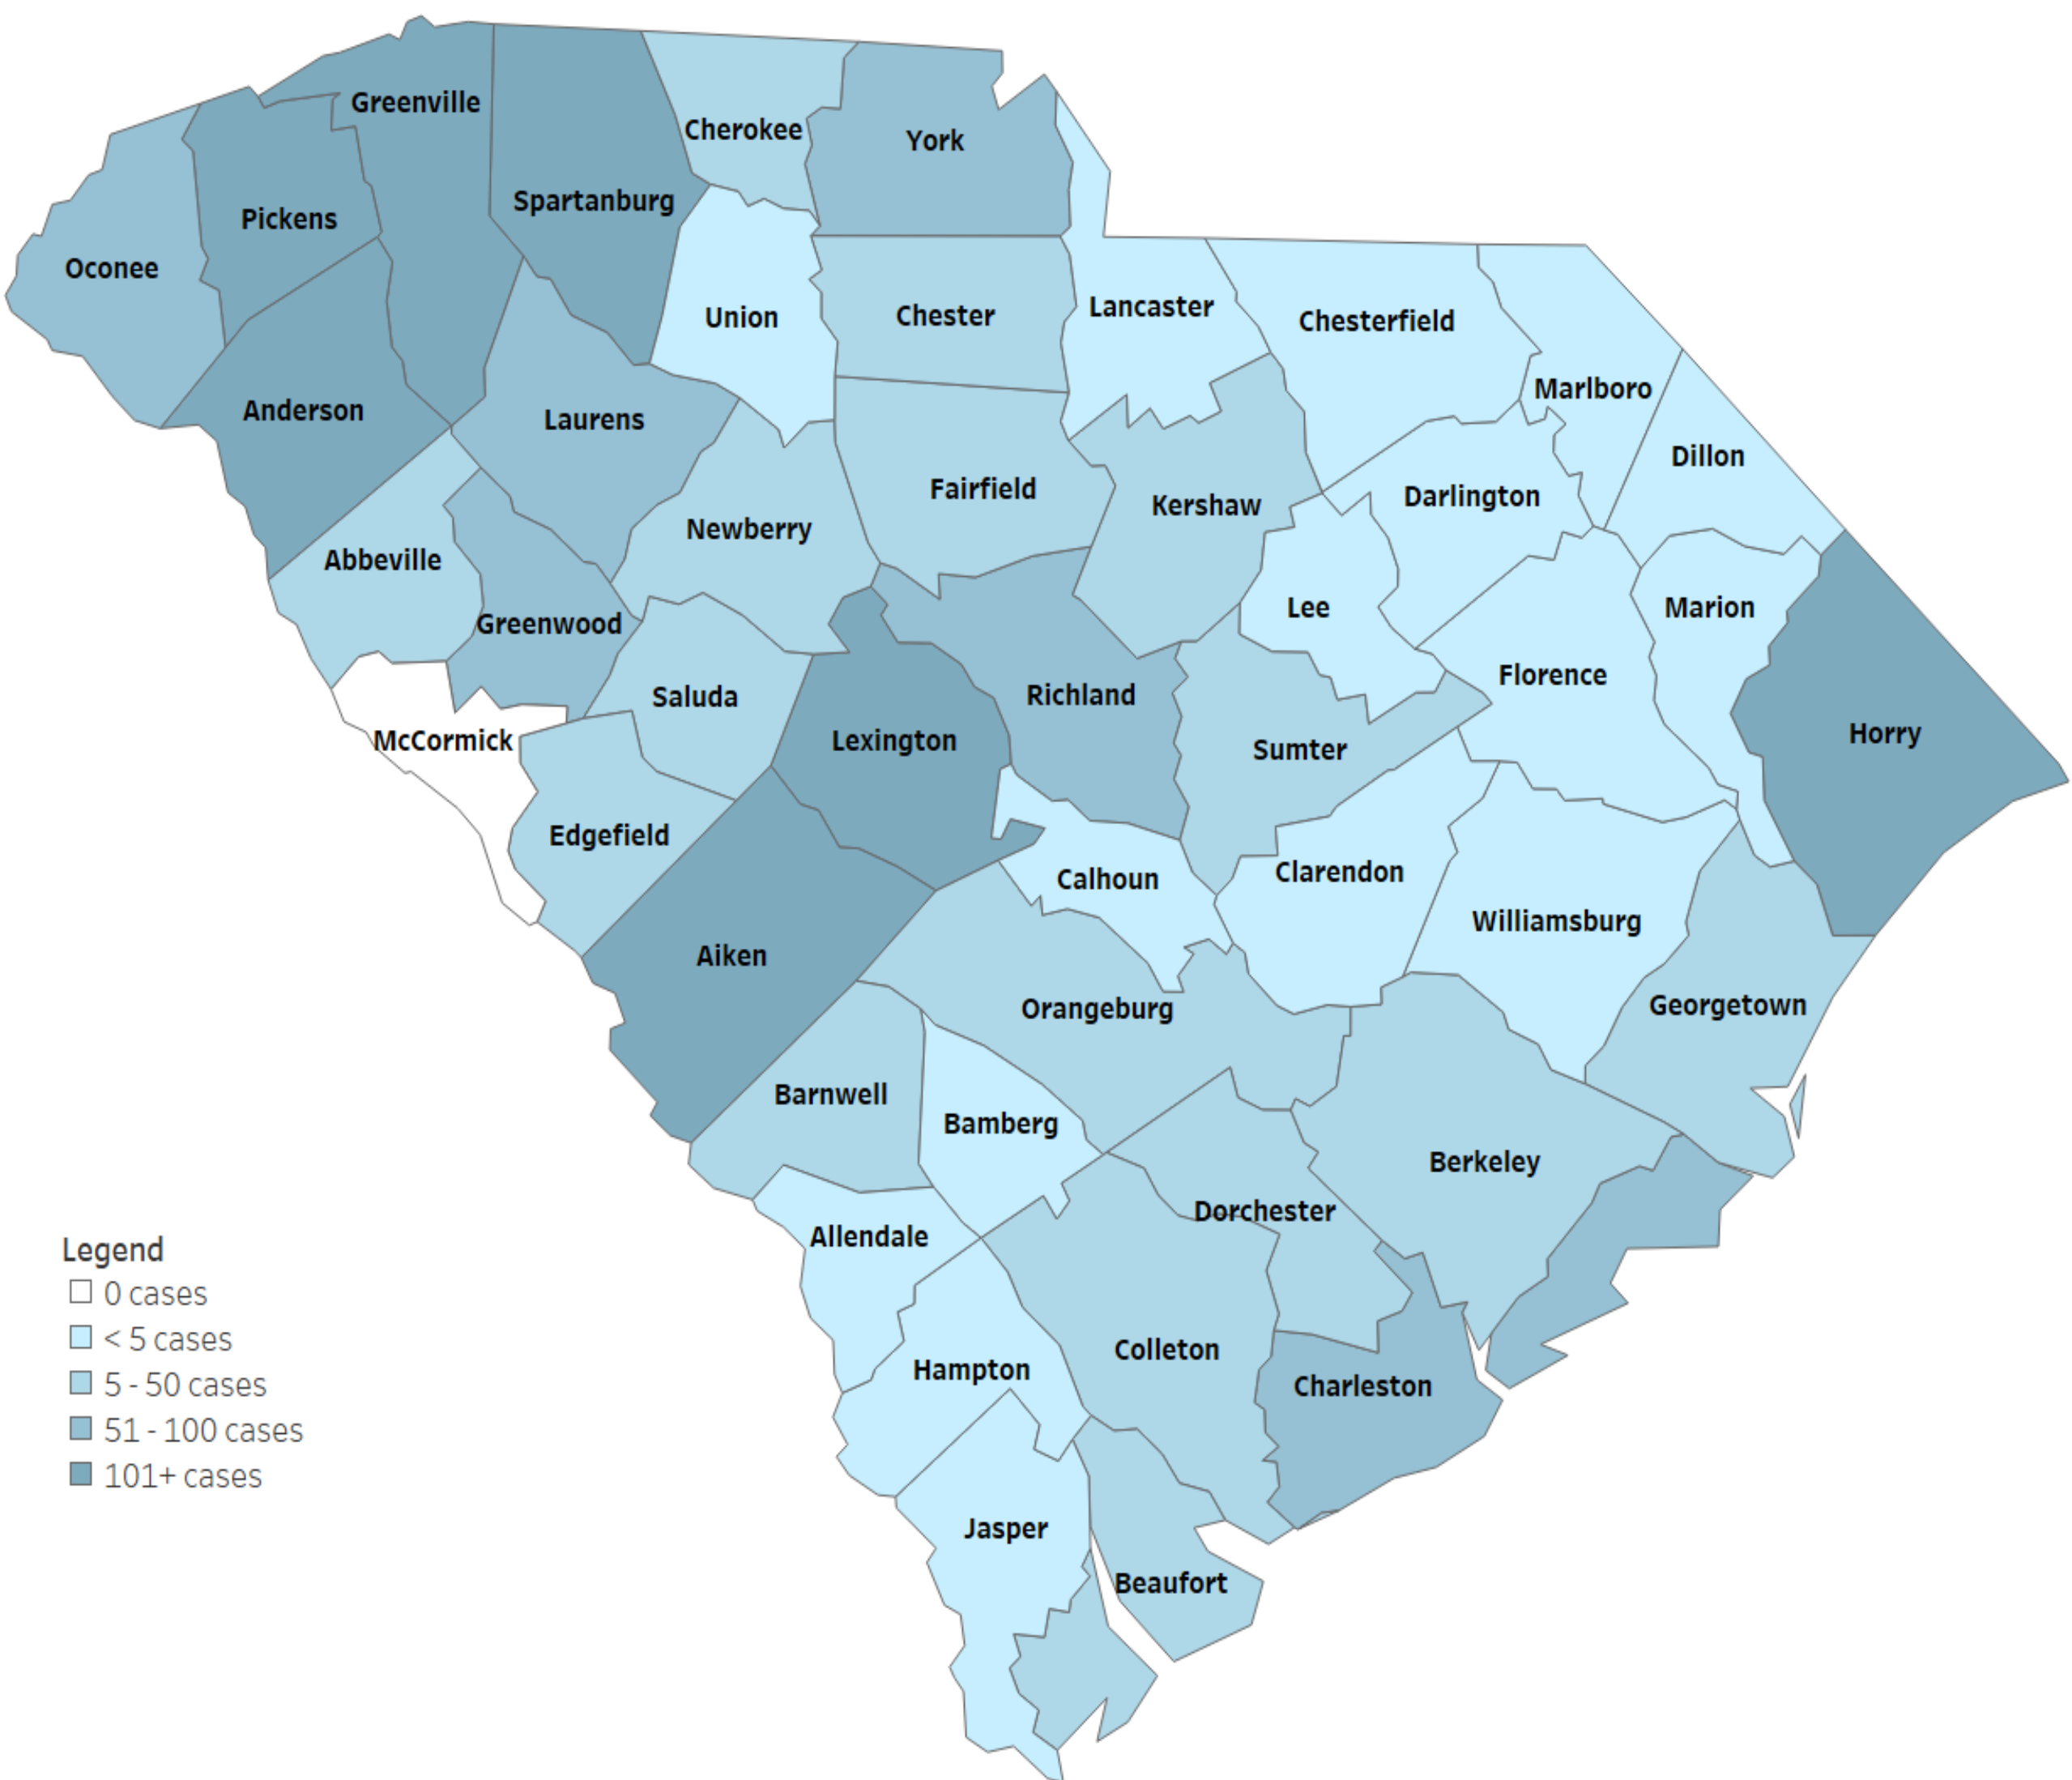 Greenville
Cherokee
York
Spartanburg
Pickens
Oconee
Union
Chester
Lancaster
Chesterfield
Marlboro
Anderson
Laurens
Dillon
Fairfield
Kershaw
Darlington
Newberry
Abbeville
Greenwood
Lee
Marion
Saluda
Richland
Florence
McCormick
Lexington
Sumter
Horry
Edgefield
Calhoun
Clarendon
Williamsburg
Aiken
Orangeburg
Georgetown
Barnwell
Bamberg
Berkeley
Dorchester
Allendale
Colleton
Hampton
Charleston
Jasper
Beaufort
Legend
0 cases
< 5 cases
5 - 50 cases
51 - 100 cases
101+ cases